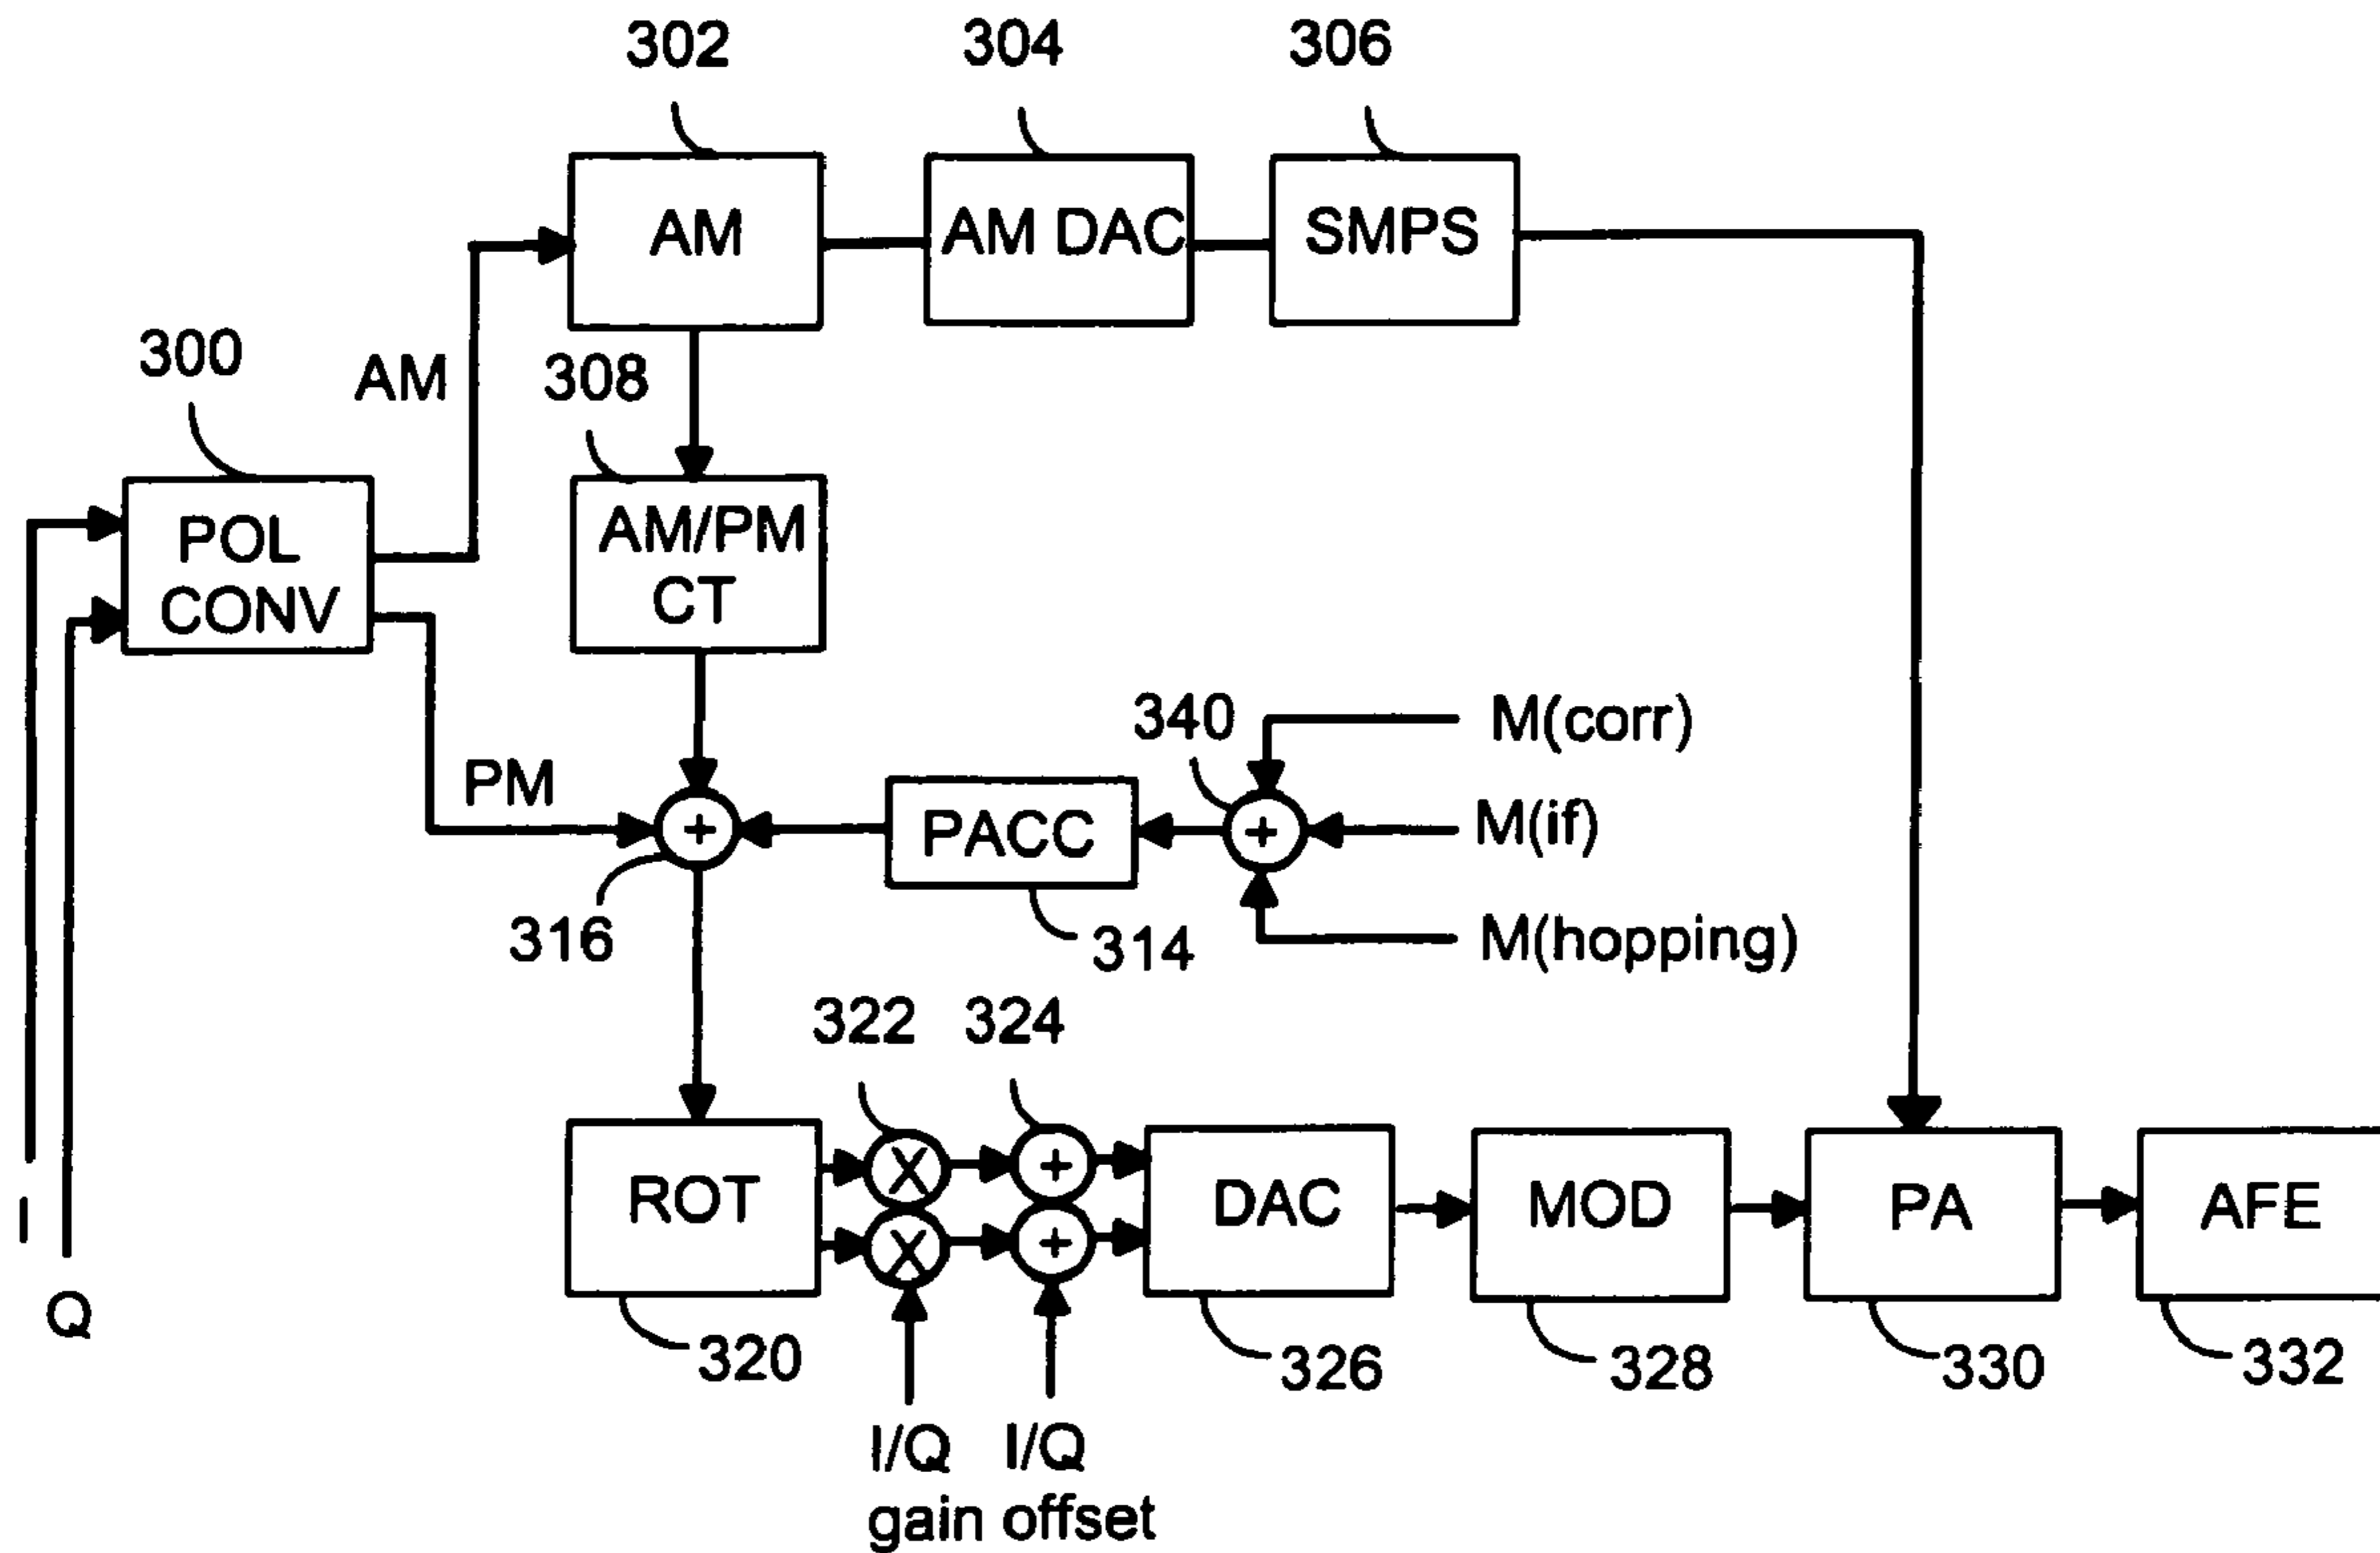 302
304
306
AM
AM DAC
SMPS
300
AM
308
POL
CONV
AM/PM
CT
340
M(corr)
PM
+
PACC
+
M(if)
316
314
M(hopping)
322
324
ROT
X
+
X
+
DAC
MOD
PA
AFE
I
Q
320
326
328
330
332
I/Q
gain
I/Q
offset